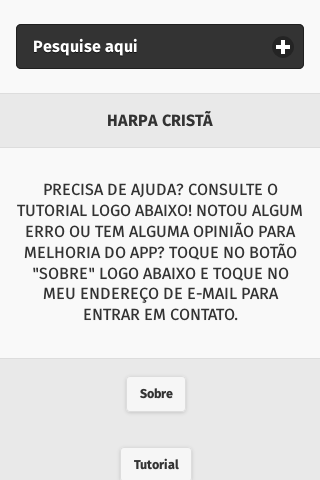 Pesquise aqui
HARPA CRISTÃ
PRECISA DE AJUDA? CONSULTE O
TUTORIAL LOGO ABAIXO! NOTOU ALGUM
ERRO OU TEM ALGUMA OPINIÃO PARA
MELHORIA DO APP? TOQUE NO BOTÃO
"SOBRE" LOGO ABAIXO E TOQUE NO
MEU ENDEREÇO DE E-MAIL PARA
ENTRAR EM CONTATO.
Sobre
Tutorial